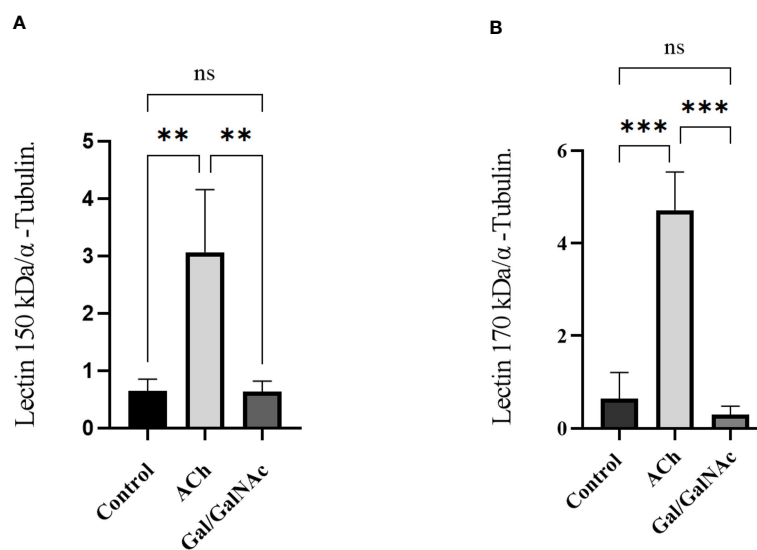 A
ns
** **
5
4
3
2
1
0
Lectin 150 kDa/α -Tubulin.
Control
ACh
Gal/GalNAc
B
ns
*** ***
6
4
2
0
Lectin 170 kDa/α -Tubulin.
Control
ACh
Gal/GalNAc